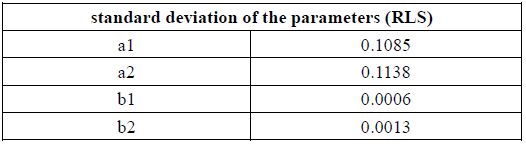 standard deviation of the parameters (RLS)
a1 0.1085
a2 0.1138
b1 0.0006
b2 0.0013